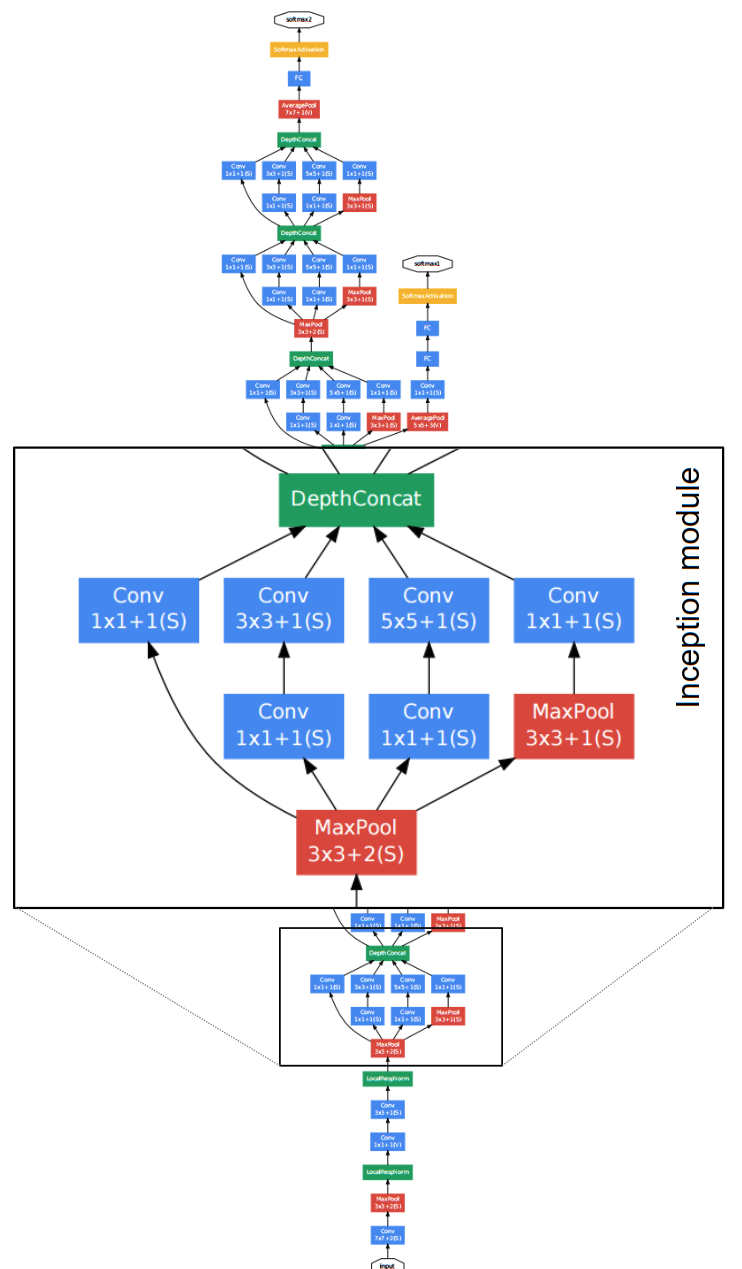 softmax2
SoftmaxActivation
FC
AveragePool
7x7+1(V)
DepthConcat
Conv
1x1+1(S)
Conv
3x3+1(S)
Conv
5x5+1(S)
Conv
1x1+1(S)
Conv
1x1+1(S)
Conv
1x1+1(S)
MaxPool
3x3+1(S)
DepthConcat
Conv
1x1+1(S)
Conv
3x3+1(S)
Conv
5x5+1(S)
Conv
1x1+1(S)
softmax1
Conv
1x1+1(S)
Conv
1x1+1(S)
MaxPool
3x3+1(S)
SoftmaxActivation
MaxPool
3x3+2(S)
FC
DepthConcat
FC
Conv
1x1+1(S)
Conv
3x3+1(S)
Conv
5x5+1(S)
Conv
1x1+1(S)
Conv
1x1+1(S)
Conv
1x1+1(S)
Conv
1x1+1(S)
MaxPool
3x3+1(S)
AveragePool
5x5+3(V)
Inception module
DepthConcat
Conv
1x1+1(S)
Conv
3x3+1(S)
Conv
5x5+1(S)
Conv
1x1+1(S)
Conv
1x1+1(S)
Conv
1x1+1(S)
MaxPool
3x3+1(S)
MaxPool
3x3+2(S)
Conv
1x1+1(S)
Conv
1x1+1(S)
MaxPool
3x3+1(S)
DepthConcat
Conv
1x1+1(S)
Conv
3x3+1(S)
Conv
5x5+1(S)
Conv
1x1+1(S)
Conv
1x1+1(S)
Conv
1x1+1(S)
MaxPool
3x3+1(S)
MaxPool
3x3+2(S)
LocalRespNorm
Conv
3x3+1(S)
Conv
1x1+1(V)
LocalRespNorm
MaxPool
3x3+2(S)
Conv
7x7+2(S)
input